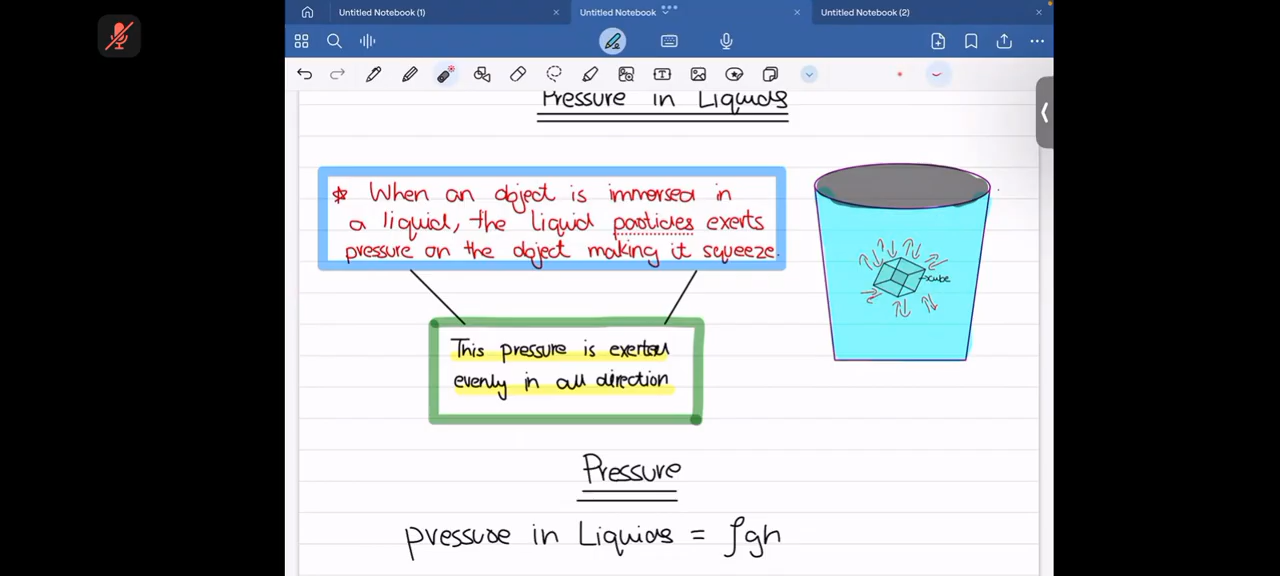 Untitled Notebook (1)
Untitled Notebook
Untitled Notebook (2)
Pressure in Liquids
☆ When an object is immersed in
a liquid, the liquid particles exerts
pressure on the object making it squeeze.
cube
This pressure is exerted
evenly in all direction
Pressure
pressure in Liquids = ρgh